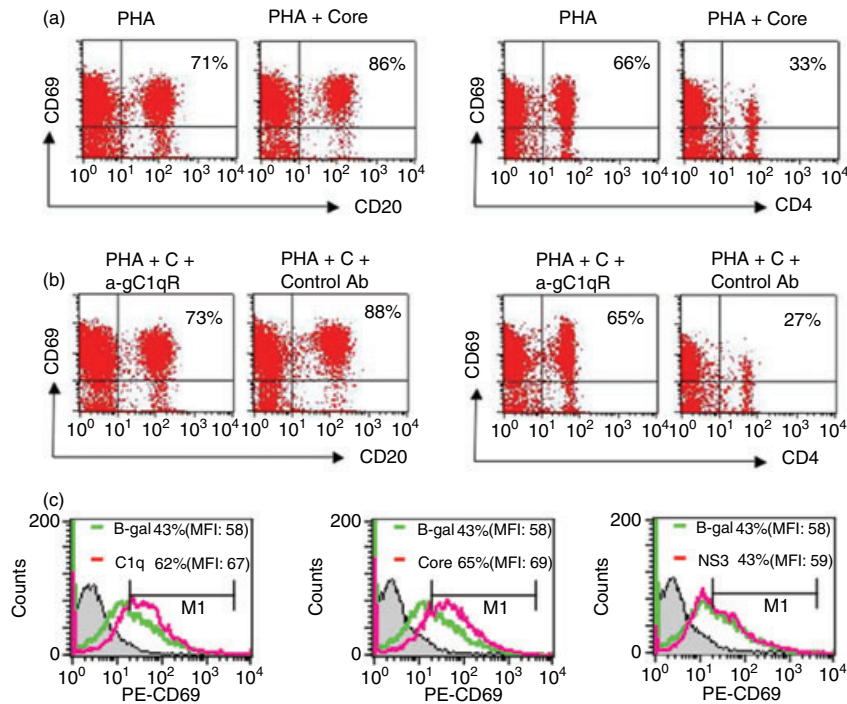 (a) PHA PHA + Core PHA PHA + Core
CD69 71% 86% CD69 66% 33%
10^0 10^1 10^2 10^3 10^4 10^0 10^1 10^2 10^3 10^4 10^0 10^1 10^2 10^3 10^4 10^0 10^1 10^2 10^3 10^4
CD20 CD4
(b) PHA + C + PHA + C + PHA + C + PHA + C +
a-gC1qR Control Ab a-gC1qR Control Ab
CD69 73% 88% CD69 65% 27%
10^0 10^1 10^2 10^3 10^4 10^0 10^1 10^2 10^3 10^4 10^0 10^1 10^2 10^3 10^4 10^0 10^1 10^2 10^3 10^4
CD20 CD4
(c)
200 B-gal 43%(MFI: 58) 200 B-gal 43%(MFI: 58) 200 B-gal 43%(MFI: 58)
C1q 62%(MFI: 67) Core 65%(MFI: 69) NS3 43%(MFI: 59)
Counts M1 Counts M1 Counts M1
0 0 0
10^0 10^1 10^2 10^3 10^4 10^0 10^1 10^2 10^3 10^4 10^0 10^1 10^2 10^3 10^4
PE-CD69 PE-CD69 PE-CD69